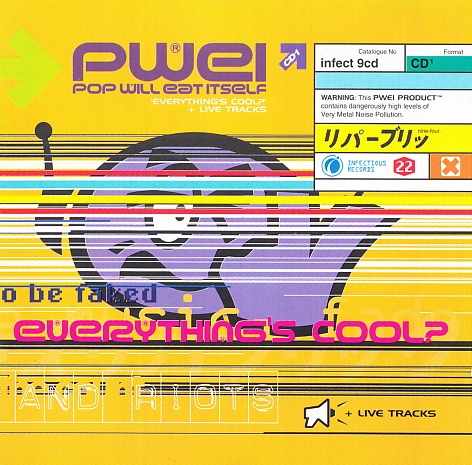 PWEI®
POP WILL EAT ITSELF
CD1
'EVERYTHING'S COOL?'
+ LIVE TRACKS
Catalogue No
Format
infect 9cd
CD¹
WARNING: This PWEI PRODUCT™
contains dangerously high levels of
Very Metal Noise Pollution.
nine-four
リパーブリッ
INFECTIOUS
RECORDS
22
o be faked
EVERYTHING'S COOL?
AND RIOTS
+ LIVE TRACKS